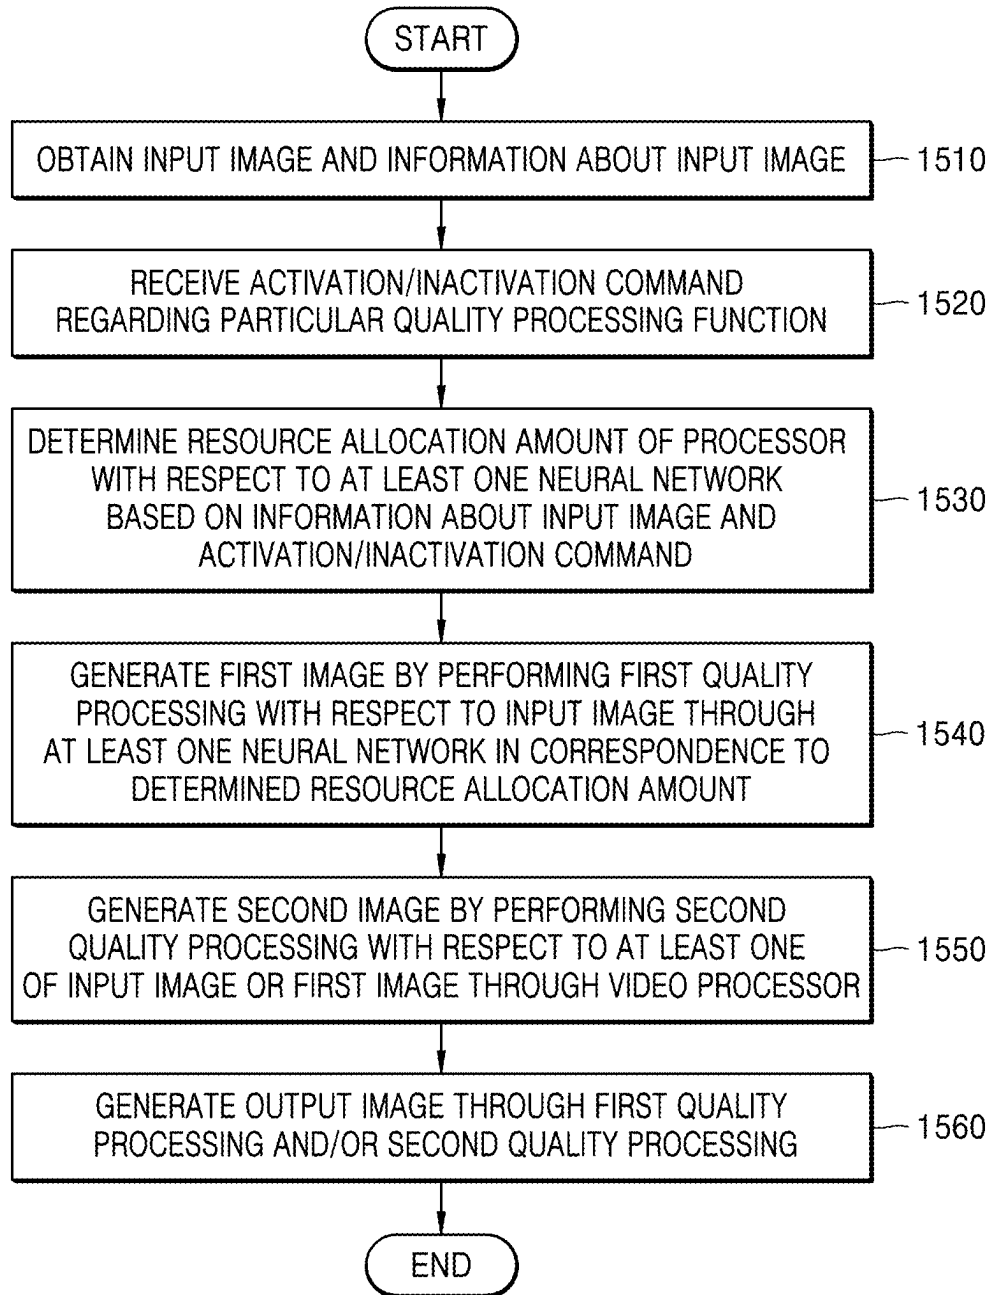 START
OBTAIN INPUT IMAGE AND INFORMATION ABOUT INPUT IMAGE
1510
RECEIVE ACTIVATION/INACTIVATION COMMAND
REGARDING PARTICULAR QUALITY PROCESSING FUNCTION
1520
DETERMINE RESOURCE ALLOCATION AMOUNT OF PROCESSOR
WITH RESPECT TO AT LEAST ONE NEURAL NETWORK
BASED ON INFORMATION ABOUT INPUT IMAGE AND
ACTIVATION/INACTIVATION COMMAND
1530
GENERATE FIRST IMAGE BY PERFORMING FIRST QUALITY
PROCESSING WITH RESPECT TO INPUT IMAGE THROUGH
AT LEAST ONE NEURAL NETWORK IN CORRESPONDENCE TO
DETERMINED RESOURCE ALLOCATION AMOUNT
1540
GENERATE SECOND IMAGE BY PERFORMING SECOND
QUALITY PROCESSING WITH RESPECT TO AT LEAST ONE
OF INPUT IMAGE OR FIRST IMAGE THROUGH VIDEO PROCESSOR
1550
GENERATE OUTPUT IMAGE THROUGH FIRST QUALITY
PROCESSING AND/OR SECOND QUALITY PROCESSING
1560
END